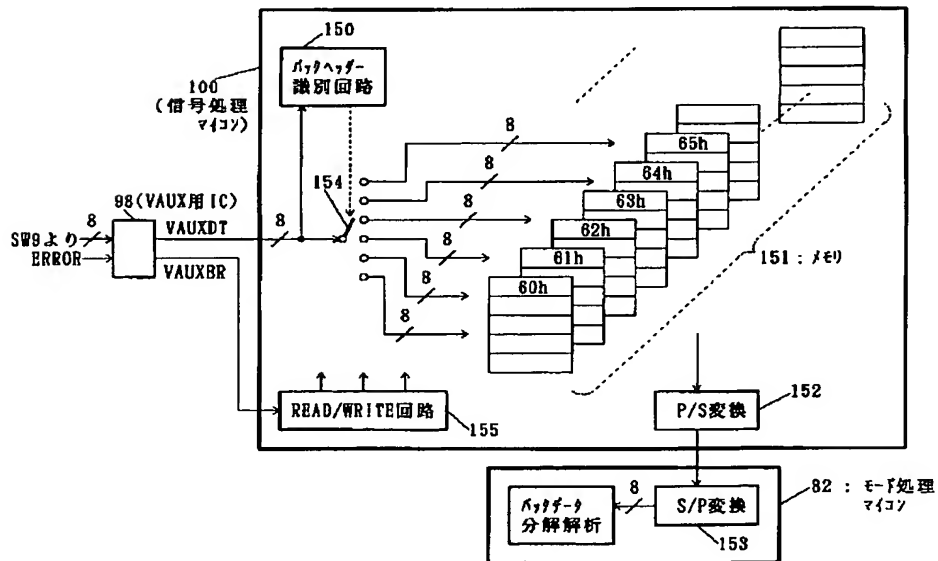 150
パックヘッダー
識別回路
100
(信号処理
マイコン)
154
8
8
8
8
8
8
98(VAUX用IC)
8
SW9より
ERROR
VAUXDT
8
VAUXBR
65h
64h
63h
62h
61h
60h
151:メモリ
READ/WRITE回路
155
P/S変換
152
パックデータ
分解解析
8
S/P変換
153
82 : モード処理
マイコン